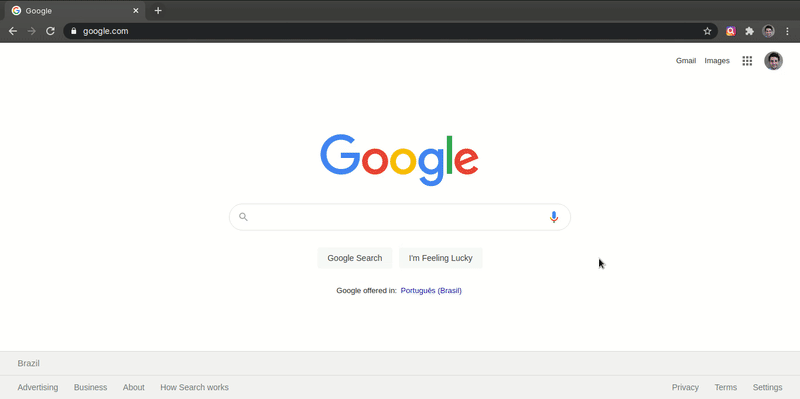 Google
google.com
Gmail Images
Google
Google Search I'm Feeling Lucky
Google offered in: Português (Brasil)
Brazil
Advertising Business About How Search works Privacy Terms Settings